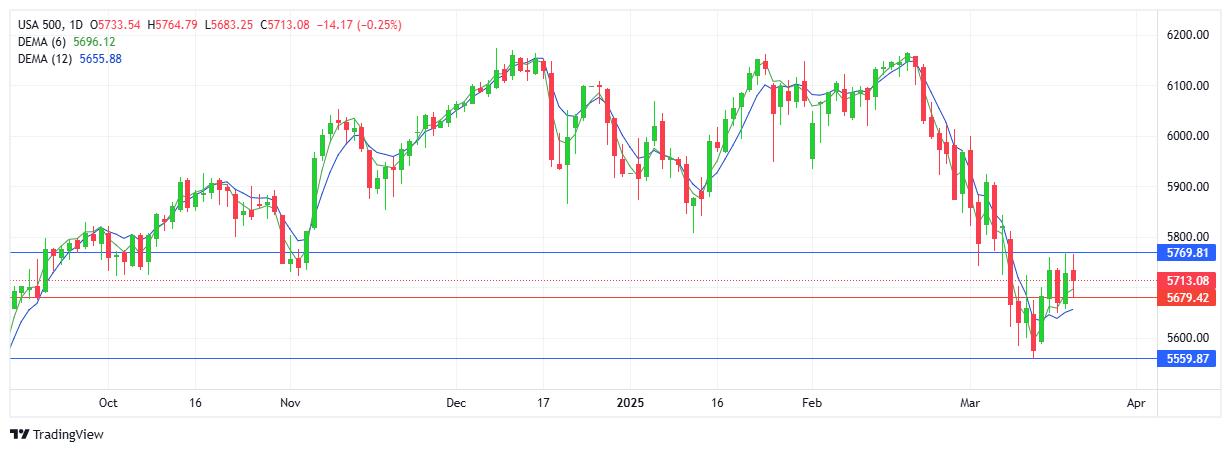 USA 500, 1D O5733.54 H5764.79 L5683.25 C5713.08 −14.17 (−0.25%)
DEMA (6) 5696.12
DEMA (12) 5655.88
6200.00
6100.00
6000.00
5900.00
5800.00
5769.81
5713.08
5679.42
5600.00
5559.87
Oct 16 Nov Dec 17 2025 16 Feb Mar Apr
TradingView